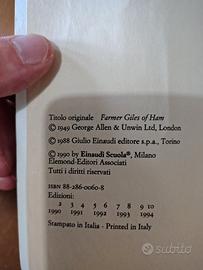 Titolo originale Farmer Giles of Ham
© 1949 George Allen & Unwin Ltd, London
© 1988 Giulio Einaudi editore s.p.a., Torino
© 1990 by Einaudi Scuola®, Milano
Elemond-Editori Associati
Tutti i diritti riservati
ISBN 88-286-0060-8
Edizioni:
2 3 4 5 6 7 8 9 10
1990 1991 1992 1993 1994
Stampato in Italia - Printed in Italy
subito